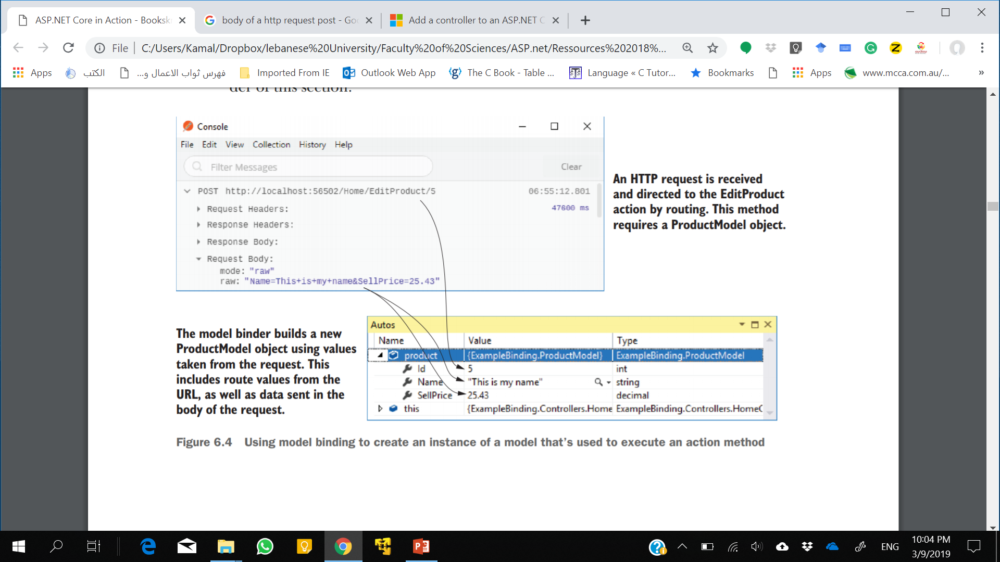 ASP.NET Core in Action - Booksk
body of a http request post - Go
Add a controller to an ASP.NET C
File
C:/Users/Kamal/Dropbox/lebanese%20University/Faculty%20of%20Sciences/ASP.net/Ressources%202018%...
Apps
الكتب
فهرس ثواب الاعمال و...
Imported From IE
Outlook Web App
The C Book - Table ...
Language « C Tutor...
Bookmarks
Apps
www.mcca.com.au/...
»
der of this section.
Console
File Edit View Collection History Help
Filter Messages
Clear
POST http://localhost:56502/Home/EditProduct/5
06:55:12.801
Request Headers:
47600 ms
Response Headers:
Response Body:
Request Body:
mode: "raw"
raw: "Name=This+is+my+name&SellPrice=25.43"
An HTTP request is received
and directed to the EditProduct
action by routing. This method
requires a ProductModel object.
The model binder builds a new
ProductModel object using values
taken from the request. This
includes route values from the
URL, as well as data sent in the
body of the request.
Autos
Name Value Type
product {ExampleBinding.ProductModel} ExampleBinding.ProductModel
Id 5 int
Name "This is my name" string
SellPrice 25.43 decimal
this {ExampleBinding.Controllers.Home ExampleBinding.Controllers.HomeC
Figure 6.4 Using model binding to create an instance of a model that's used to execute an action method
ENG
10:04 PM
3/9/2019